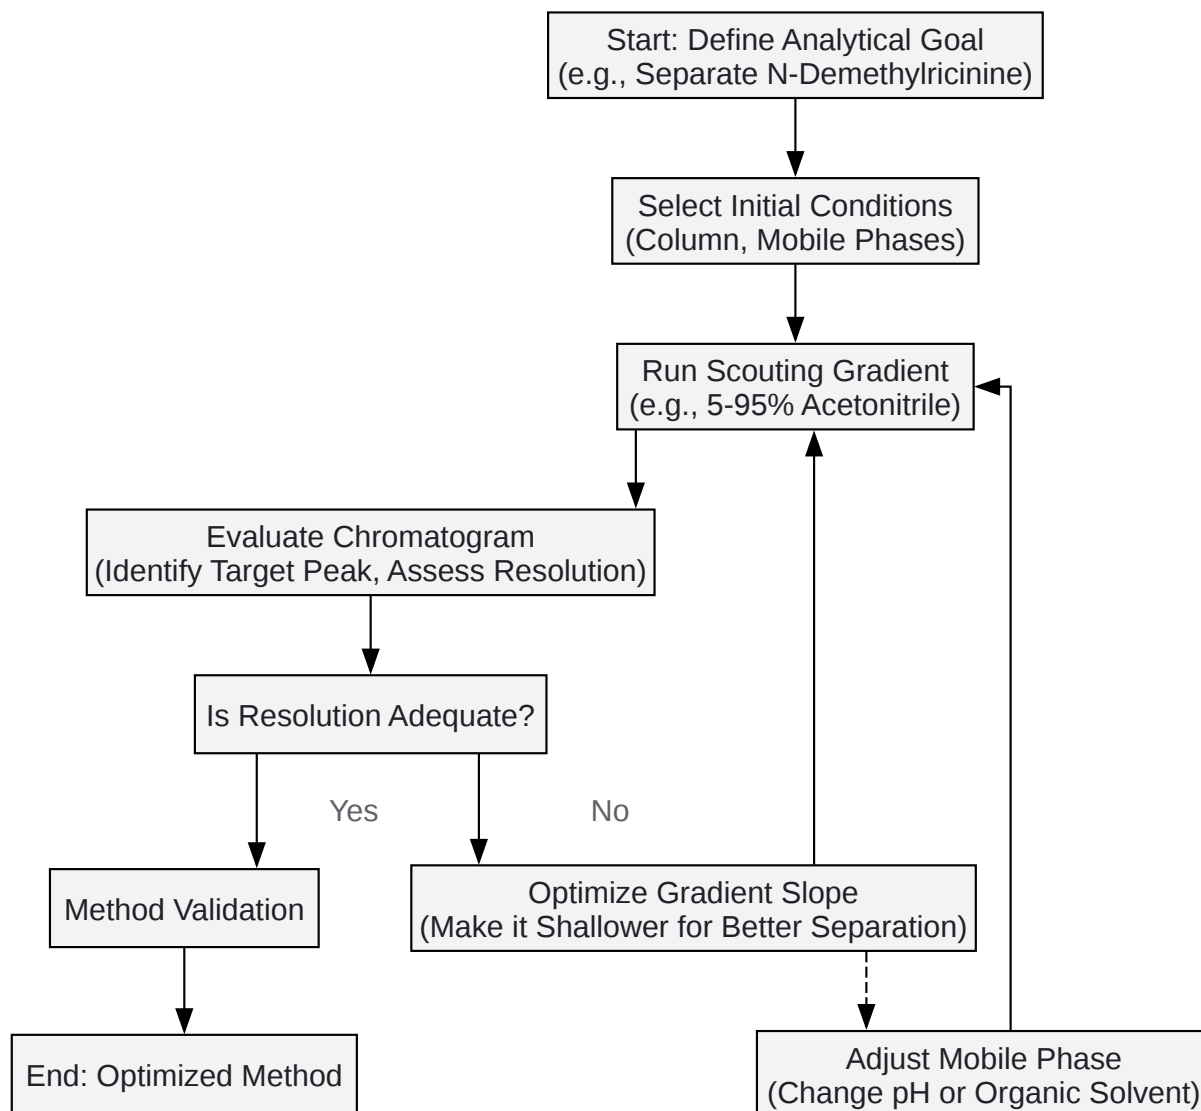 Start: Define Analytical Goal
(e.g., Separate N-Demethylricinine)
Select Initial Conditions
(Column, Mobile Phases)
Run Scouting Gradient
(e.g., 5-95% Acetonitrile)
Evaluate Chromatogram
(Identify Target Peak, Assess Resolution)
Is Resolution Adequate?
Yes
No
Method Validation
Optimize Gradient Slope
(Make it Shallower for Better Separation)
End: Optimized Method
Adjust Mobile Phase
(Change pH or Organic Solvent)